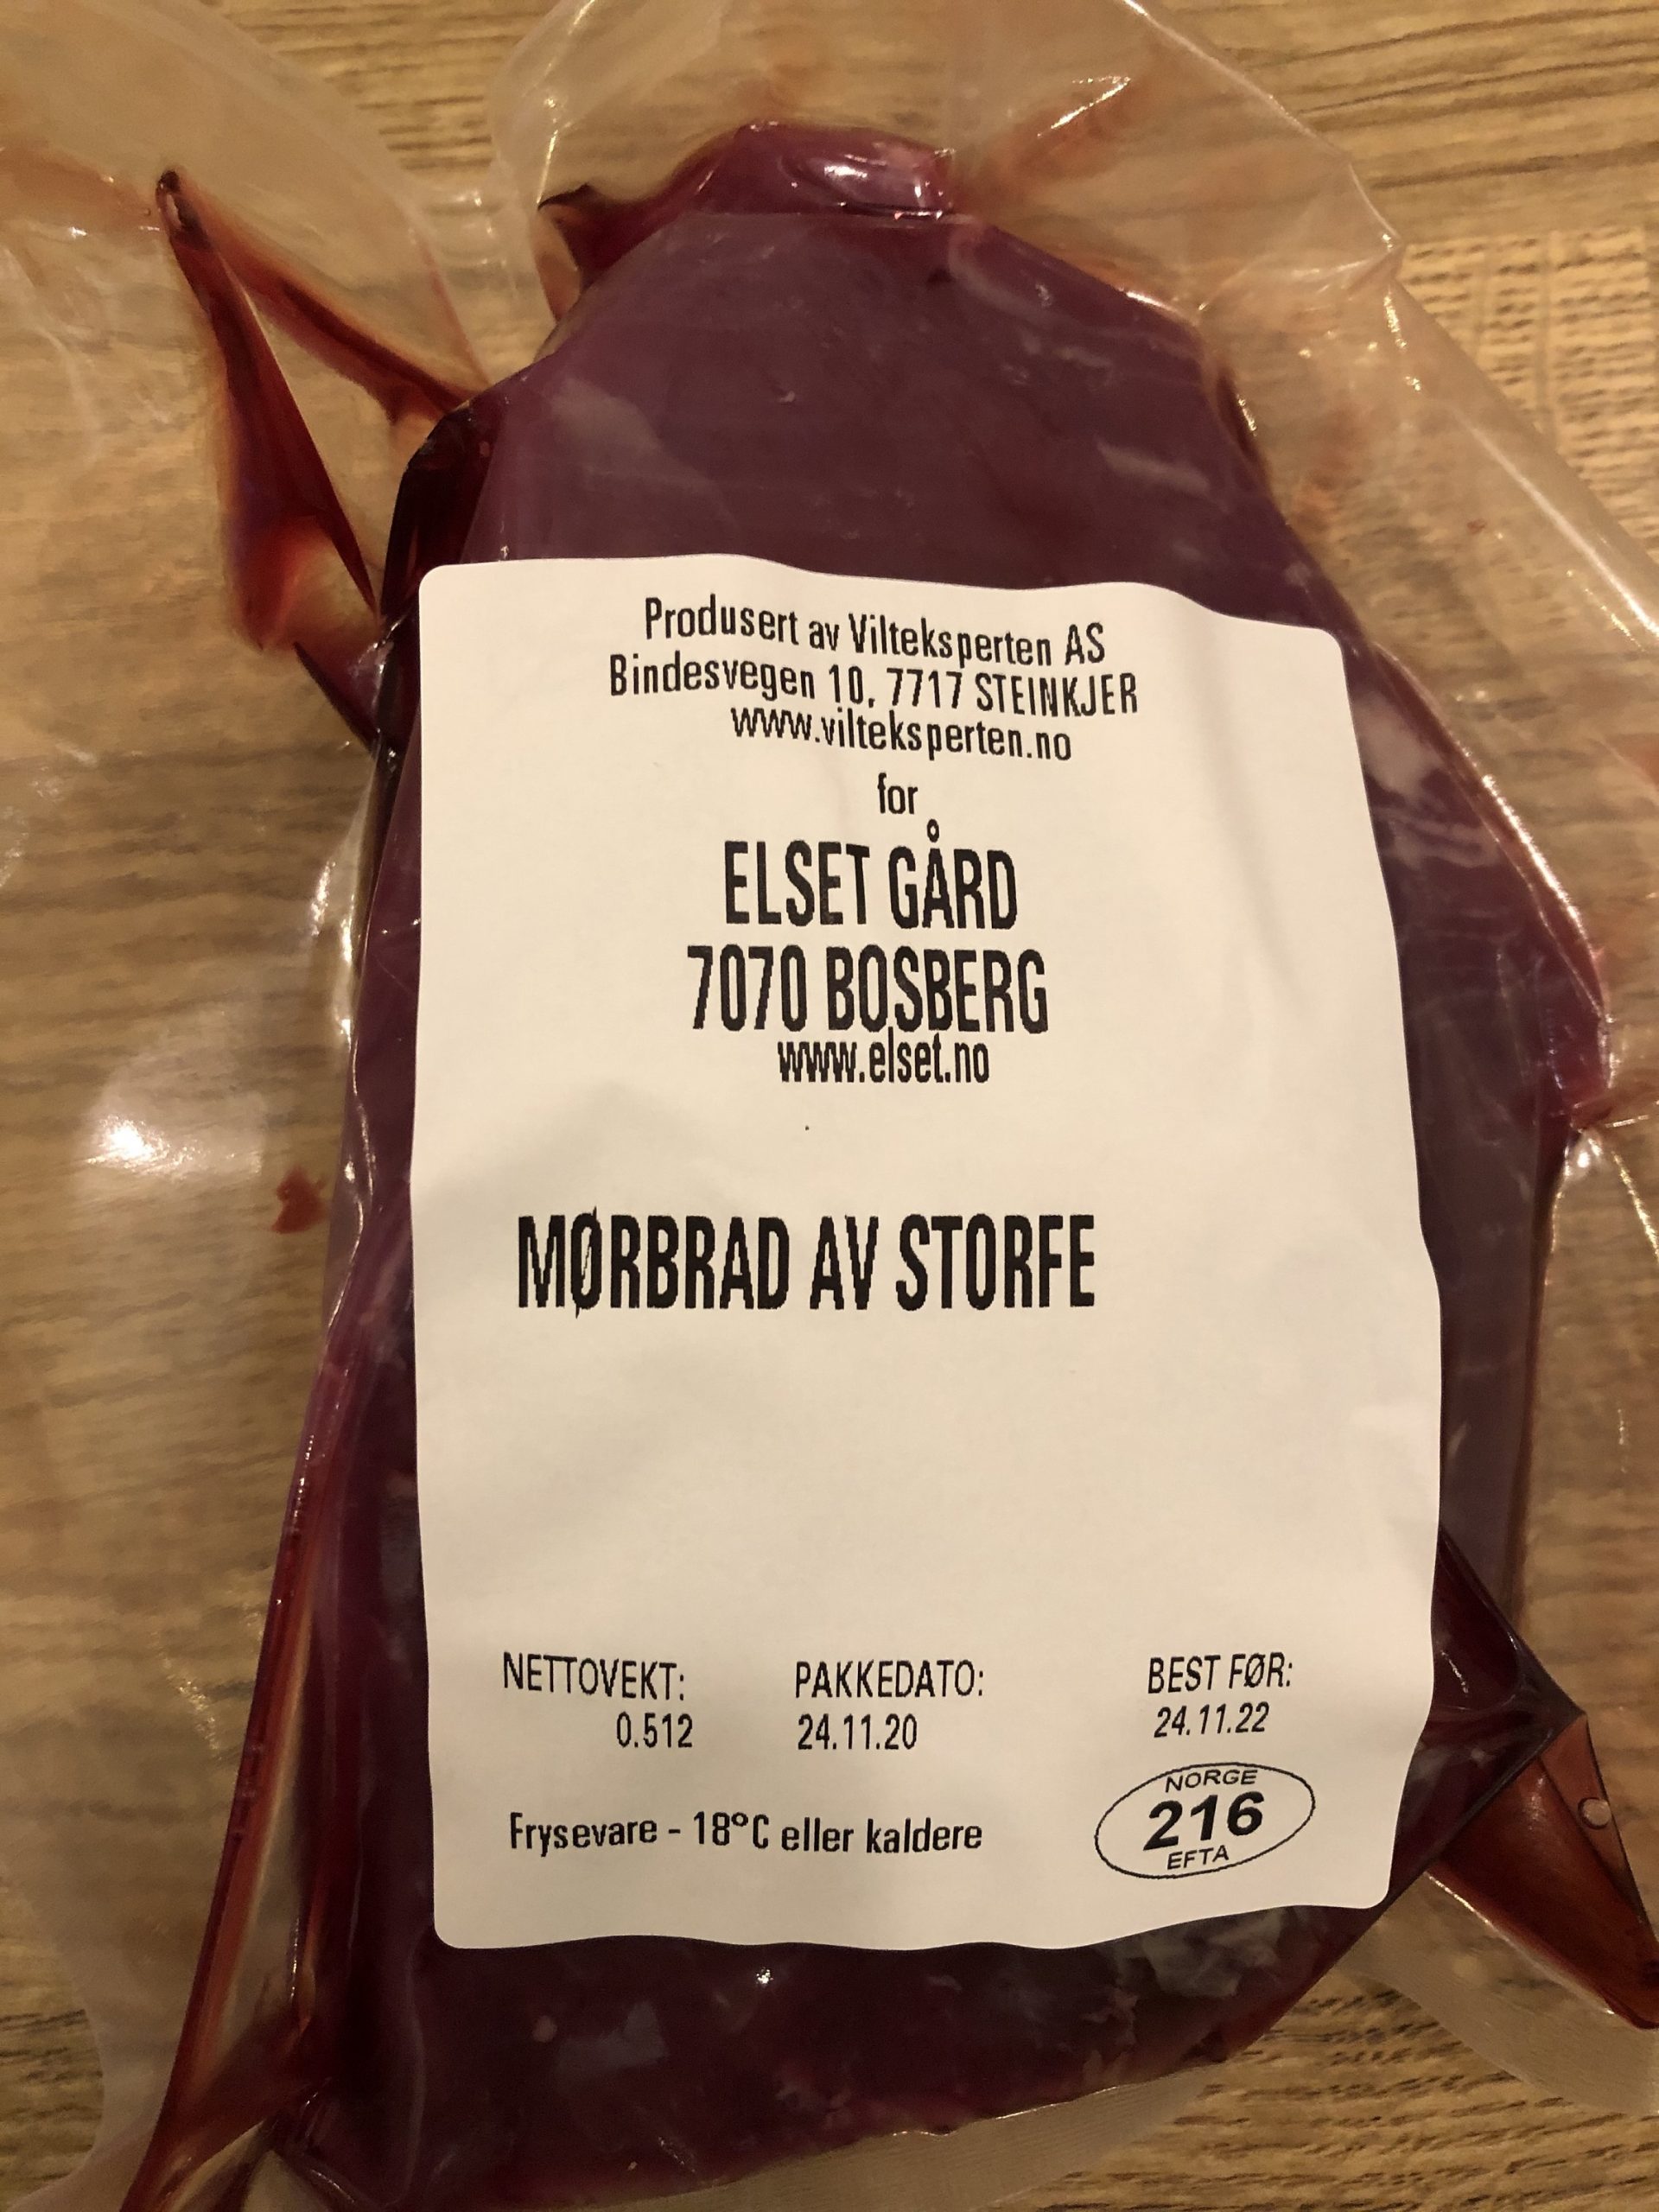 Produsert av Vilteksperten AS
Bindesvegen 10, 7717 STEINKJER
www.vilteksperten.no
for
ELSET GÅRD
7070 BOSBERG
www.elset.no
MØRBRAD AV STORFE
NETTOVEKT: PAKKEDATO: BEST FØR:
0.512 24.11.20 24.11.22
Frysevare - 18°C eller kaldere
NORGE
216
EFTA